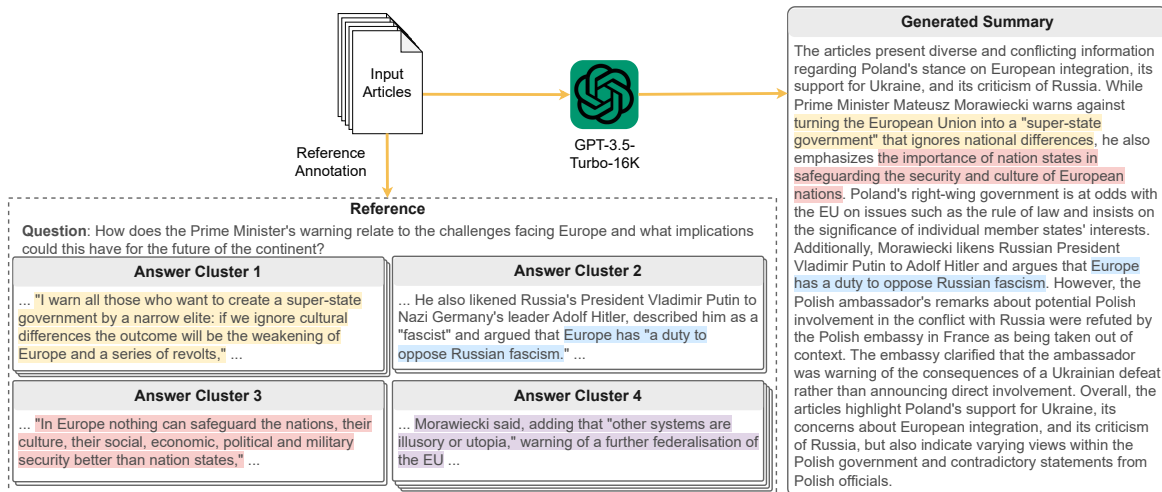 Input
Articles
Reference
Annotation
GPT-3.5-
Turbo-16K
Reference
Question: How does the Prime Minister's warning relate to the challenges facing Europe and what implications
could this have for the future of the continent?
Answer Cluster 1
... "I warn all those who want to create a super-state
government by a narrow elite: if we ignore cultural
differences the outcome will be the weakening of
Europe and a series of revolts," ...
Answer Cluster 2
... He also likened Russia's President Vladimir Putin to
Nazi Germany's leader Adolf Hitler, described him as a
"fascist" and argued that Europe has "a duty to
oppose Russian fascism." ...
Answer Cluster 3
... "In Europe nothing can safeguard the nations, their
culture, their social, economic, political and military
security better than nation states," ...
Answer Cluster 4
... Morawiecki said, adding that "other systems are
illusory or utopia," warning of a further federalisation of
the EU ...
Generated Summary
The articles present diverse and conflicting information
regarding Poland's stance on European integration, its
support for Ukraine, and its criticism of Russia. While
Prime Minister Mateusz Morawiecki warns against
turning the European Union into a "super-state
government" that ignores national differences, he also
emphasizes the importance of nation states in
safeguarding the security and culture of European
nations. Poland's right-wing government is at odds with
the EU on issues such as the rule of law and insists on
the significance of individual member states' interests.
Additionally, Morawiecki likens Russian President
Vladimir Putin to Adolf Hitler and argues that Europe
has a duty to oppose Russian fascism. However, the
Polish ambassador's remarks about potential Polish
involvement in the conflict with Russia were refuted by
the Polish embassy in France as being taken out of
context. The embassy clarified that the ambassador
was warning of the consequences of a Ukrainian defeat
rather than announcing direct involvement. Overall, the
articles highlight Poland's support for Ukraine, its
concerns about European integration, and its criticism
of Russia, but also indicate varying views within the
Polish government and contradictory statements from
Polish officials.